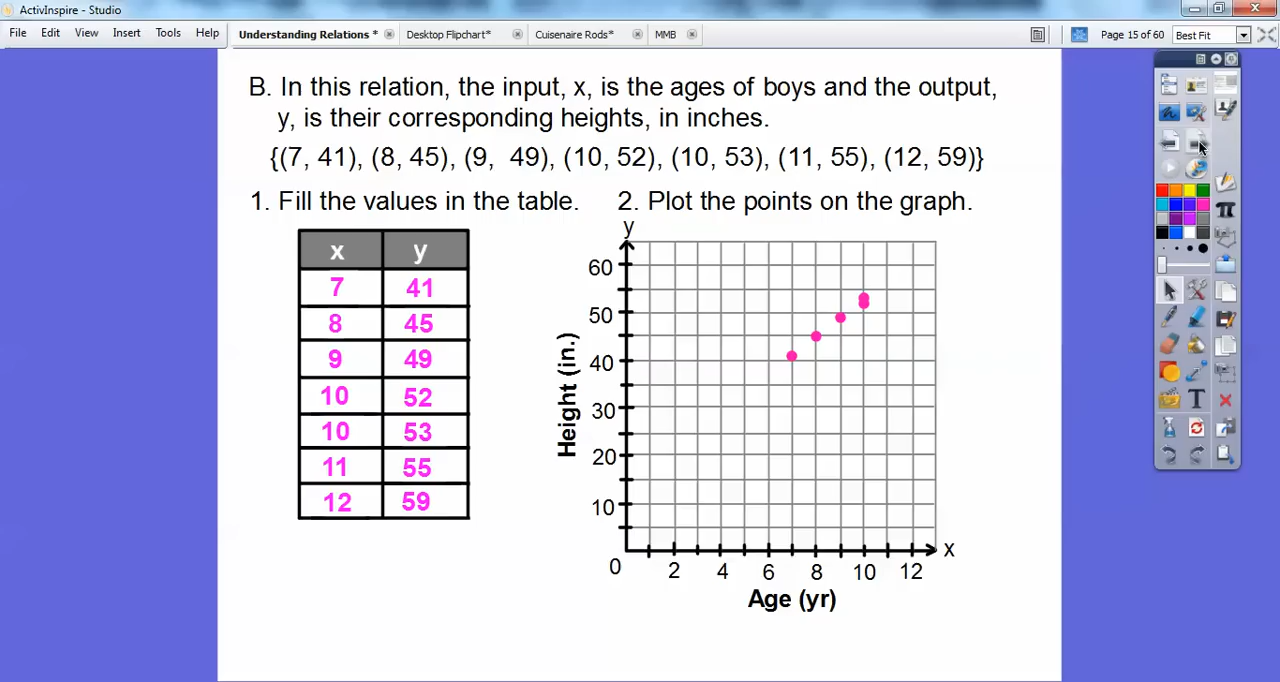 ActivInspire - Studio
File Edit View Insert Tools Help Understanding Relations * Desktop Flipchart* Cuisenaire Rods* MMB Page 15 of 60 Best Fit
B. In this relation, the input, x, is the ages of boys and the output,
y, is their corresponding heights, in inches.
{(7, 41), (8, 45), (9, 49), (10, 52), (10, 53), (11, 55), (12, 59)}
1. Fill the values in the table. 2. Plot the points on the graph.
x y
7 41
8 45
9 49
10 52
10 53
11 55
12 59
y
60
50
40
30
20
10
Height (in.)
0 2 4 6 8 10 12 x
Age (yr)
π
T